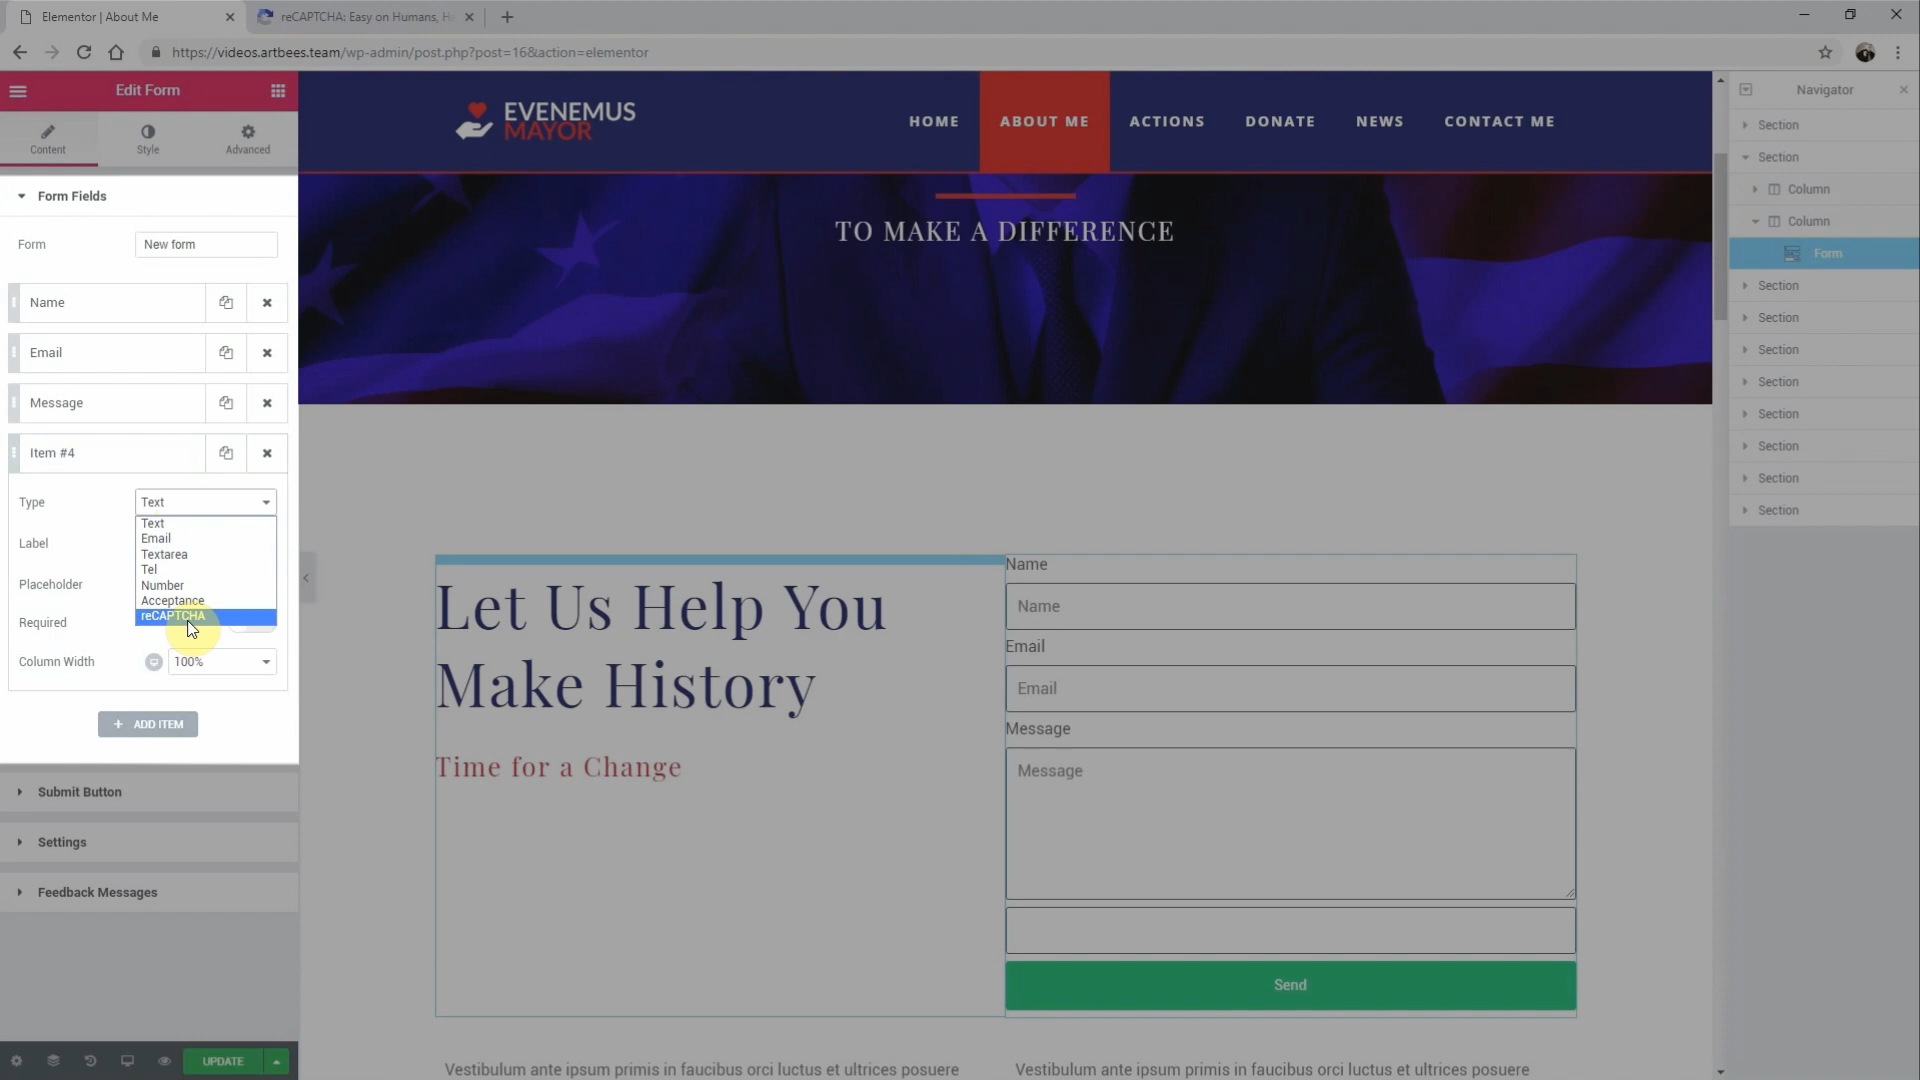 Elementor | About Me
reCAPTCHA: Easy on Humans, Ha
https://videos.artbees.team/wp-admin/post.php?post=16&action=elementor
Edit Form
Content
Style
Advanced
Form Fields
Form
New form
Name
Email
Message
Item #4
Type
Text
Text
Email
Textarea
Tel
Number
Acceptance
reCAPTCHA
Label
Placeholder
Required
Column Width
100%
+ ADD ITEM
Submit Button
Settings
Feedback Messages
UPDATE
EVENEMUS
MAYOR
HOME
ABOUT ME
ACTIONS
DONATE
NEWS
CONTACT ME
TO MAKE A DIFFERENCE
Let Us Help You
Make History
Time for a Change
Name
Name
Email
Email
Message
Message
Send
Vestibulum ante ipsum primis in faucibus orci luctus et ultrices posuere
Vestibulum ante ipsum primis in faucibus orci luctus et ultrices posuere
Navigator
Section
Section
Column
Column
Form
Section
Section
Section
Section
Section
Section
Section
Section